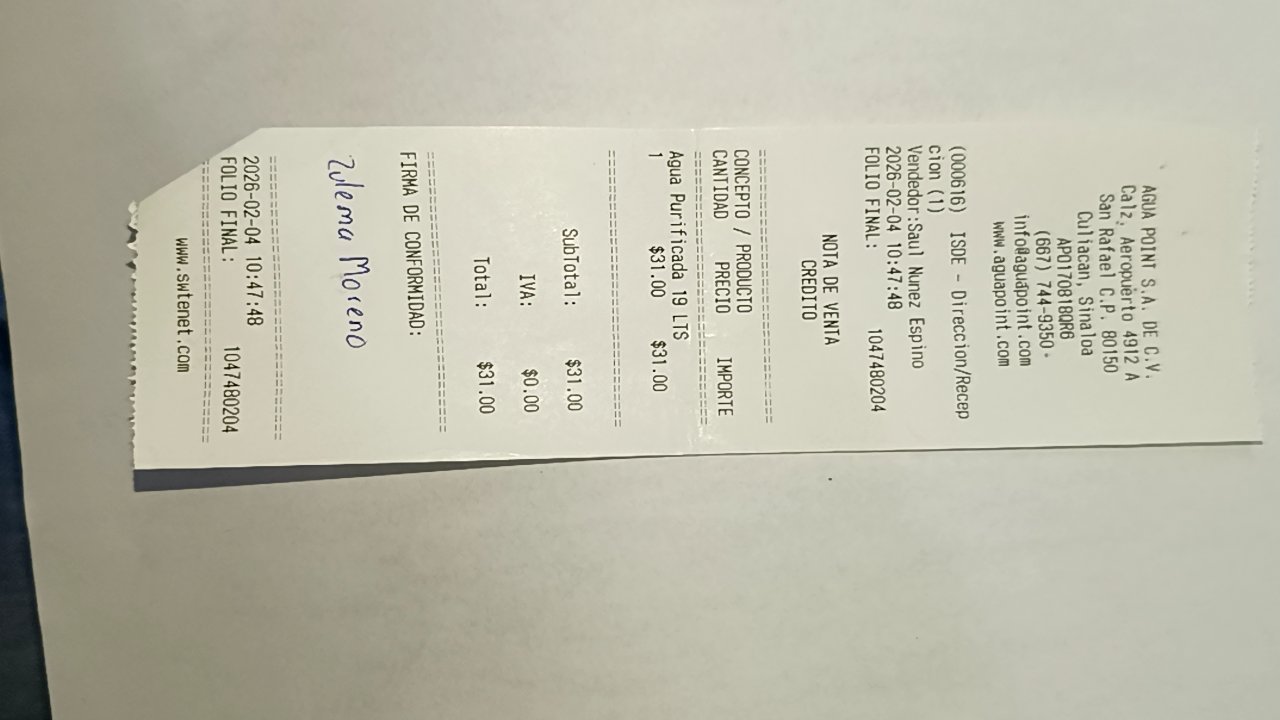 AGUA POINT S.A. DE C.V.
Calz. Aeropuerto 4912 A
San Rafael C.P. 80150
Culiacan, Sinaloa
APO170818QR6
(667) 744-9350
info@aguapoint.com
www.aguapoint.com
(000616) ISDE - Direccion/Recep
cion (1)
Vendedor:Saul Nunez Espino
2026-02-04 10:47:48
FOLIO FINAL: 1047480204
NOTA DE VENTA
CREDITO
===============================
CONCEPTO / PRODUCTO
CANTIDAD PRECIO IMPORTE
===============================
Agua Purificada 19 LTS
1 $31.00 $31.00
===============================
SubTotal: $31.00
IVA: $0.00
Total: $31.00
===============================
FIRMA DE CONFORMIDAD:
Zulema Moreno
===============================
2026-02-04 10:47:48
FOLIO FINAL: 1047480204
===============================
www.swtenet.com